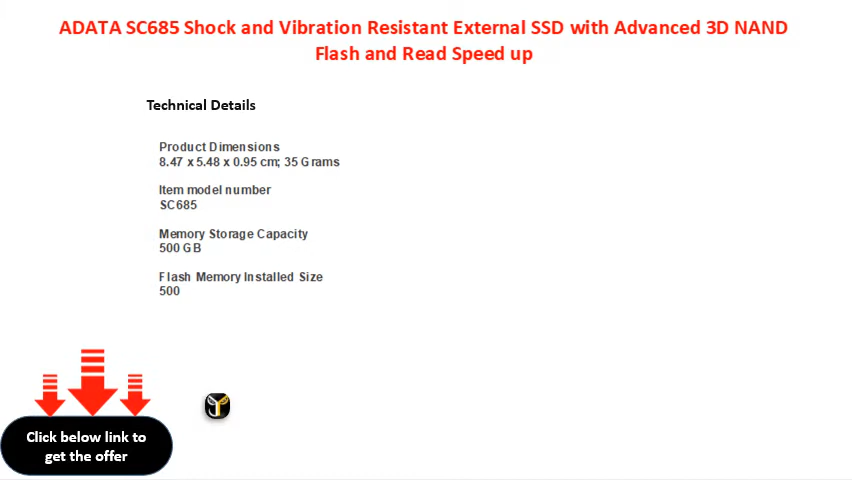 ADATA SC685 Shock and Vibration Resistant External SSD with Advanced 3D NAND
Flash and Read Speed up
Technical Details
Product Dimensions
8.47 x 5.48 x 0.95 cm; 35 Grams
Item model number
SC685
Memory Storage Capacity
500 GB
Flash Memory Installed Size
500
Click below link to
get the offer